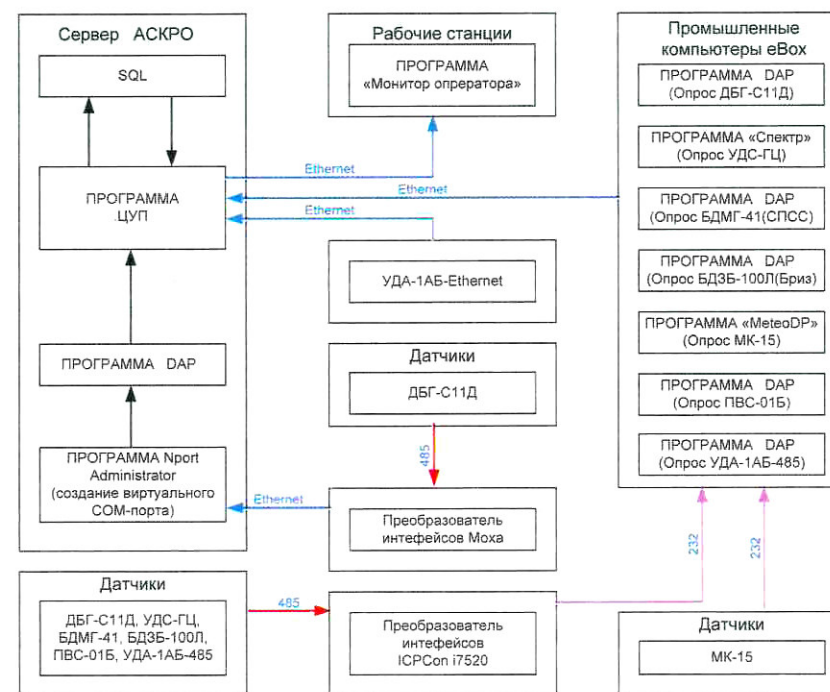 Сервер АСКРО
SQL
ПРОГРАММА
.ЦУП
ПРОГРАММА DAP
ПРОГРАММА Nport
Administrator
(создание виртуального
COM-порта)
Рабочие станции
ПРОГРАММА
«Монитор опрератора»
Ethernet
Ethernet
Ethernet
УДА-1АБ-Ethernet
Датчики
ДБГ-С11Д
485
Ethernet
Преобразователь
интефейсов Моха
Промышленные
компьютеры eBox
ПРОГРАММА DAP
(Опрос ДБГ-С11Д)
ПРОГРАММА «Спектр»
(Опрос УДС-ГЦ)
ПРОГРАММА DAP
(Опрос БДМГ-41(СПСС)
ПРОГРАММА DAP
(Опрос БДЗБ-100Л(Бриз)
ПРОГРАММА «MeteoDP»
(Опрос МК-15)
ПРОГРАММА DAP
(Опрос ПВС-01Б)
ПРОГРАММА DAP
(Опрос УДА-1АБ-485)
232
232
Датчики
ДБГ-С11Д, УДС-ГЦ,
БДМГ-41, БДЗБ-100Л,
ПВС-01Б, УДА-1АБ-485
485
Преобразователь
интефейсов
ICPCon i7520
Датчики
МК-15